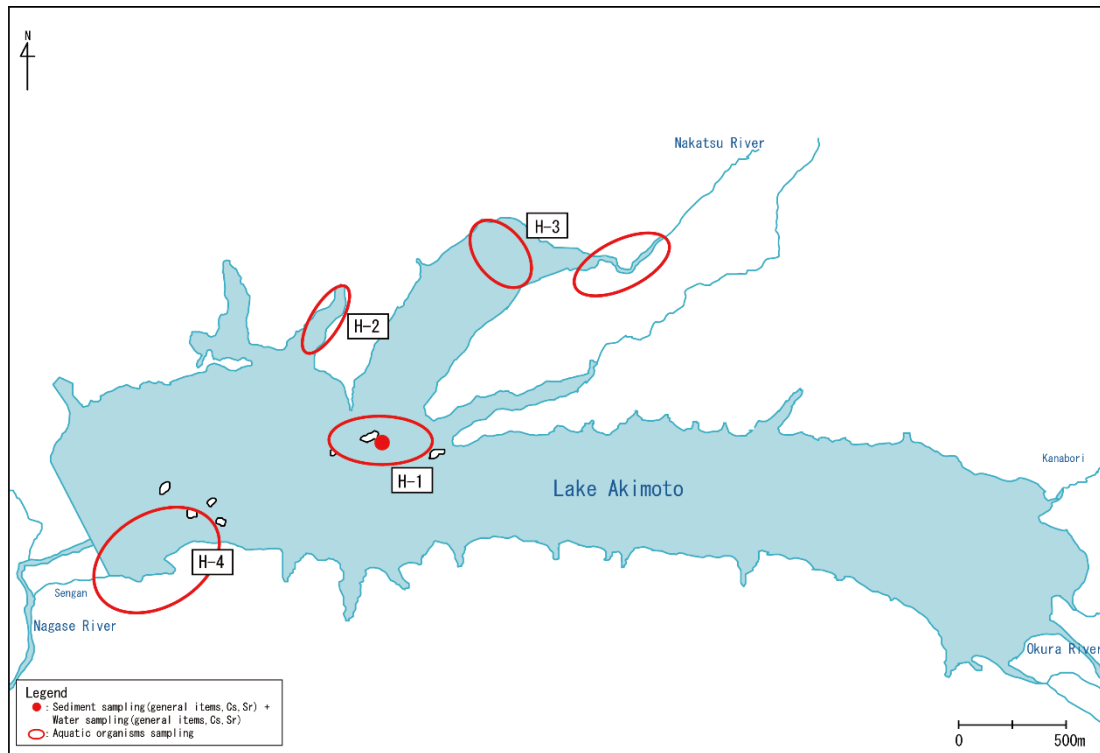 N
Nakatsu River
H-3
H-2
H-1
Lake Akimoto
Kanabori
H-4
Sengan
Nagase River
Okura River
Legend
: Sediment sampling(general items,Cs,Sr) +
Water sampling(general items,Cs,Sr)
: Aquatic organisms sampling
0 500m